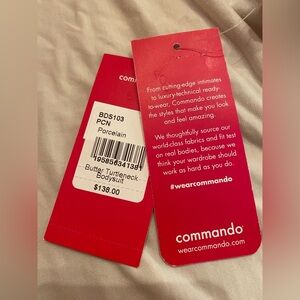 com
BDS103
PCN
Porcelain
Butter Turtleneck
Bodysuit
$138.00
From cutting-edge intimates
to luxury-technical ready-
to-wear, Commando creates
the styles that make you look
and feel amazing.
We thoughtfully source our
world-class fabrics and fit test
on real bodies, because we
think your wardrobe should
work as hard as you do.
#wearcommando
commando
wearcommando.com